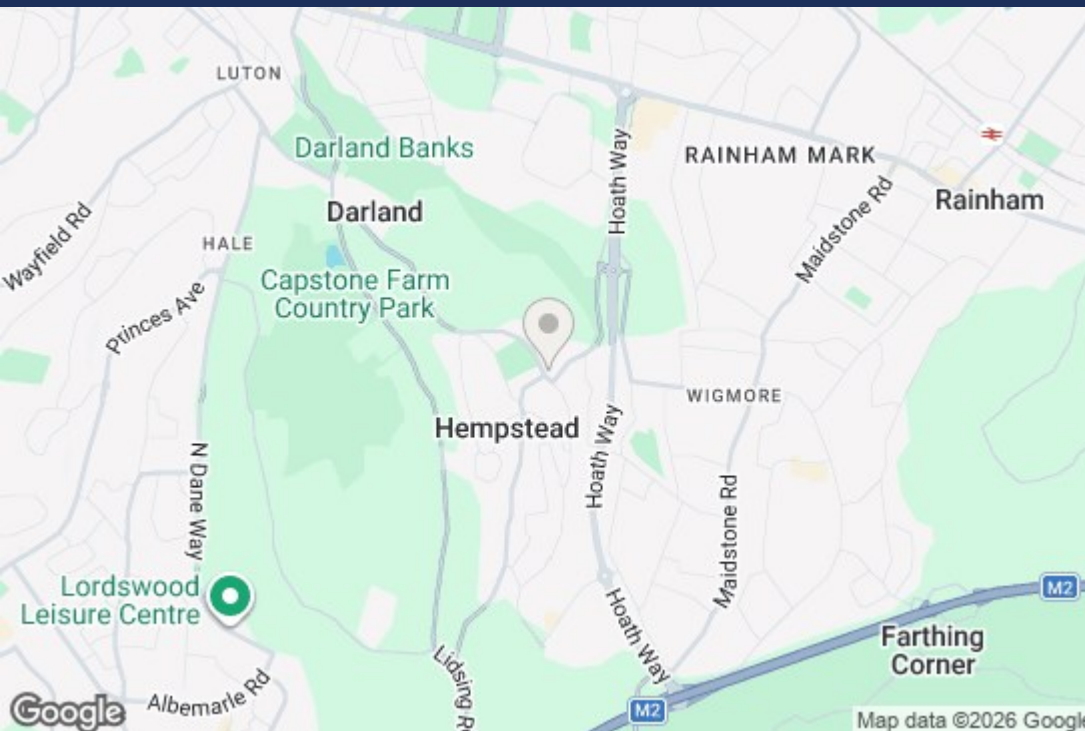 LUTON
Darland Banks
Hoath Way
RAINHAM MARK
Maidstone Rd
Rainham
Darland
Wayfield Rd
HALE
Capstone Farm
Country Park
Princes Ave
WIGMORE
Hempstead
Hoath Way
N Dane Way
Maidstone Rd
M2
Lordswood
Leisure Centre
Hoath Way
Farthing
Corner
Lidsing R
Albemarle Rd
M2
Google
Map data ©2026 Google